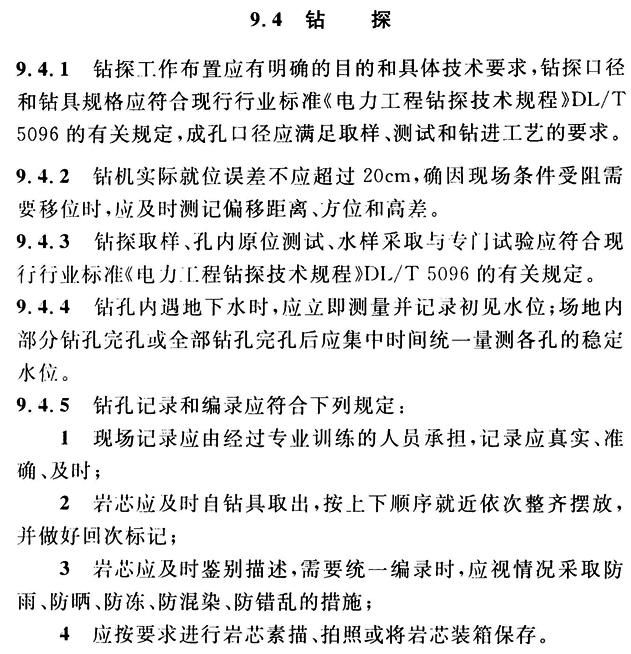 9.4 钻 探
9.4.1 钻探工作布置应有明确的目的和具体技术要求,钻探口径
和钻具规格应符合现行行业标准《电力工程钻探技术规程》DL/T
5096 的有关规定,成孔口径应满足取样、测试和钻进工艺的要求。
9.4.2 钻机实际就位误差不应超过 20cm,确因现场条件受阻需
要移位时,应及时测记偏移距离、方位和高差。
9.4.3 钻探取样、孔内原位测试、水样采取与专门试验应符合现
行行业标准《电力工程钻探技术规程》DL/T 5096 的有关规定。
9.4.4 钻孔内遇地下水时,应立即测量并记录初见水位;场地内
部分钻孔完孔或全部钻孔完孔后应集中时间统一量测各孔的稳定
水位。
9.4.5 钻孔记录和编录应符合下列规定:
1 现场记录应由经过专业训练的人员承担,记录应真实、准
确、及时;
2 岩芯应及时自钻具取出,按上下顺序就近依次整齐摆放,
并做好回次标记;
3 岩芯应及时鉴别描述,需要统一编录时,应视情况采取防
雨、防晒、防冻、防混染、防错乱的措施;
4 应按要求进行岩芯素描、拍照或将岩芯装箱保存。